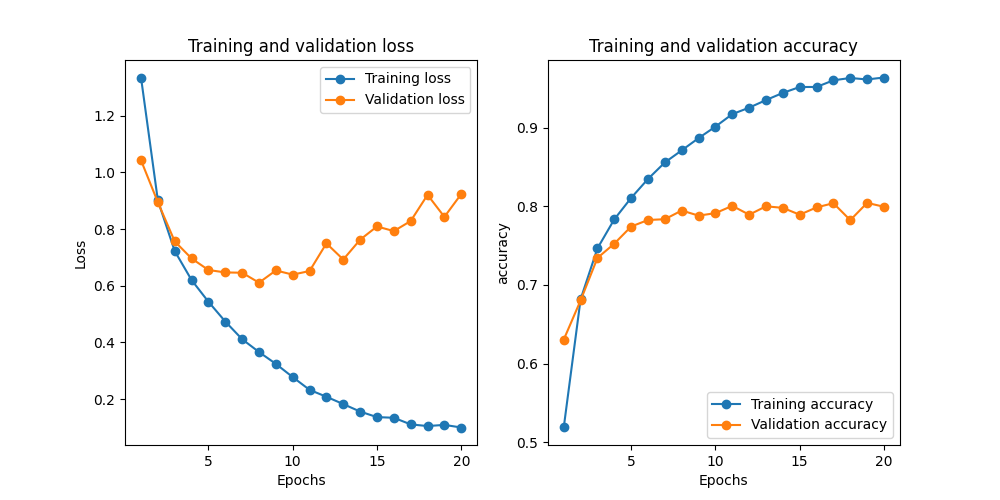 Training and validation loss
Training loss
Validation loss
1.2
1.0
0.8
0.6
0.4
0.2
Loss
5
10
15
20
Epochs
Training and validation accuracy
0.9
0.8
0.7
0.6
0.5
accuracy
Training accuracy
Validation accuracy
5
10
15
20
Epochs